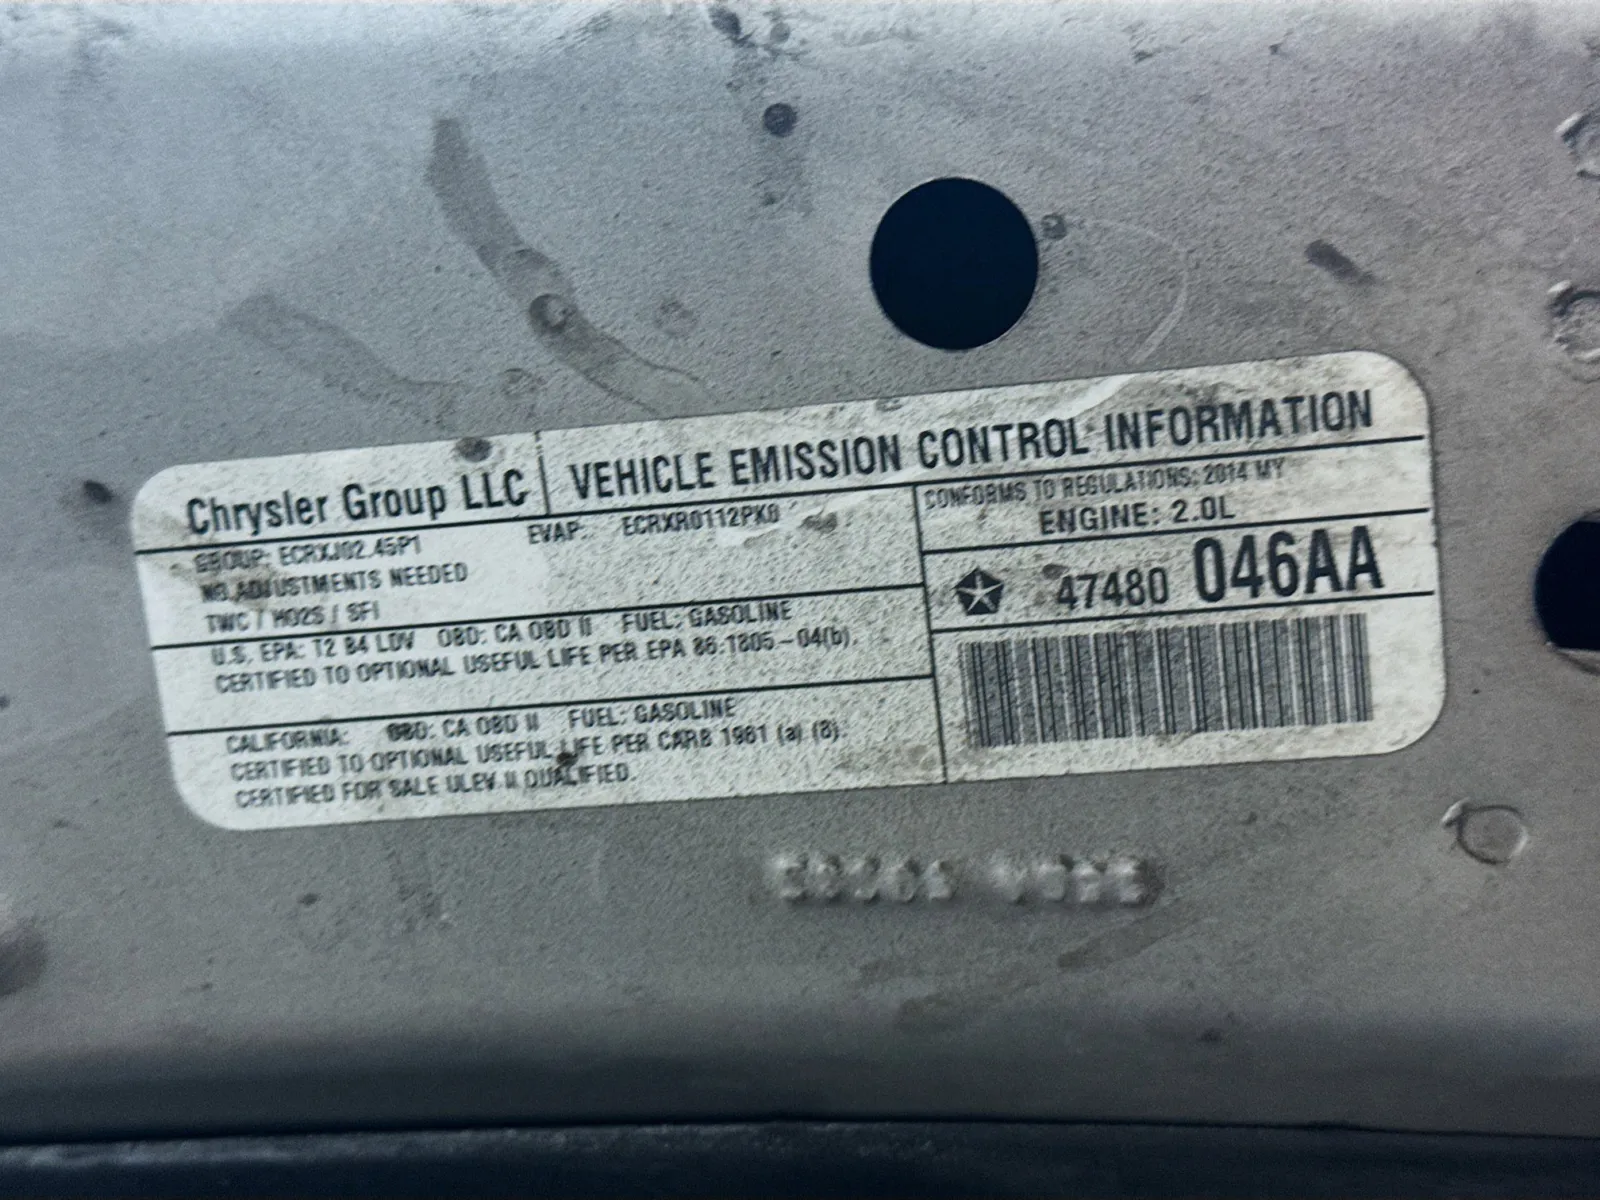 Chrysler Group LLC
VEHICLE EMISSION CONTROL INFORMATION
GROUP: ECRXJ02.45P1 EVAP: ECRXR0112PK0
NO ADJUSTMENTS NEEDED
TWC / HO2S / SFI
U.S. EPA: T2 B4 LDV OBD: CA OBD II FUEL: GASOLINE
CERTIFIED TO OPTIONAL USEFUL LIFE PER EPA 86.1805-04(b).
CALIFORNIA: OBD: CA OBD II FUEL: GASOLINE
CERTIFIED TO OPTIONAL USEFUL LIFE PER CARB 1961 (a) (8).
CERTIFIED FOR SALE ULEV II QUALIFIED.
CONFORMS TO REGULATIONS: 2014 MY
ENGINE: 2.0L
47480 046AA